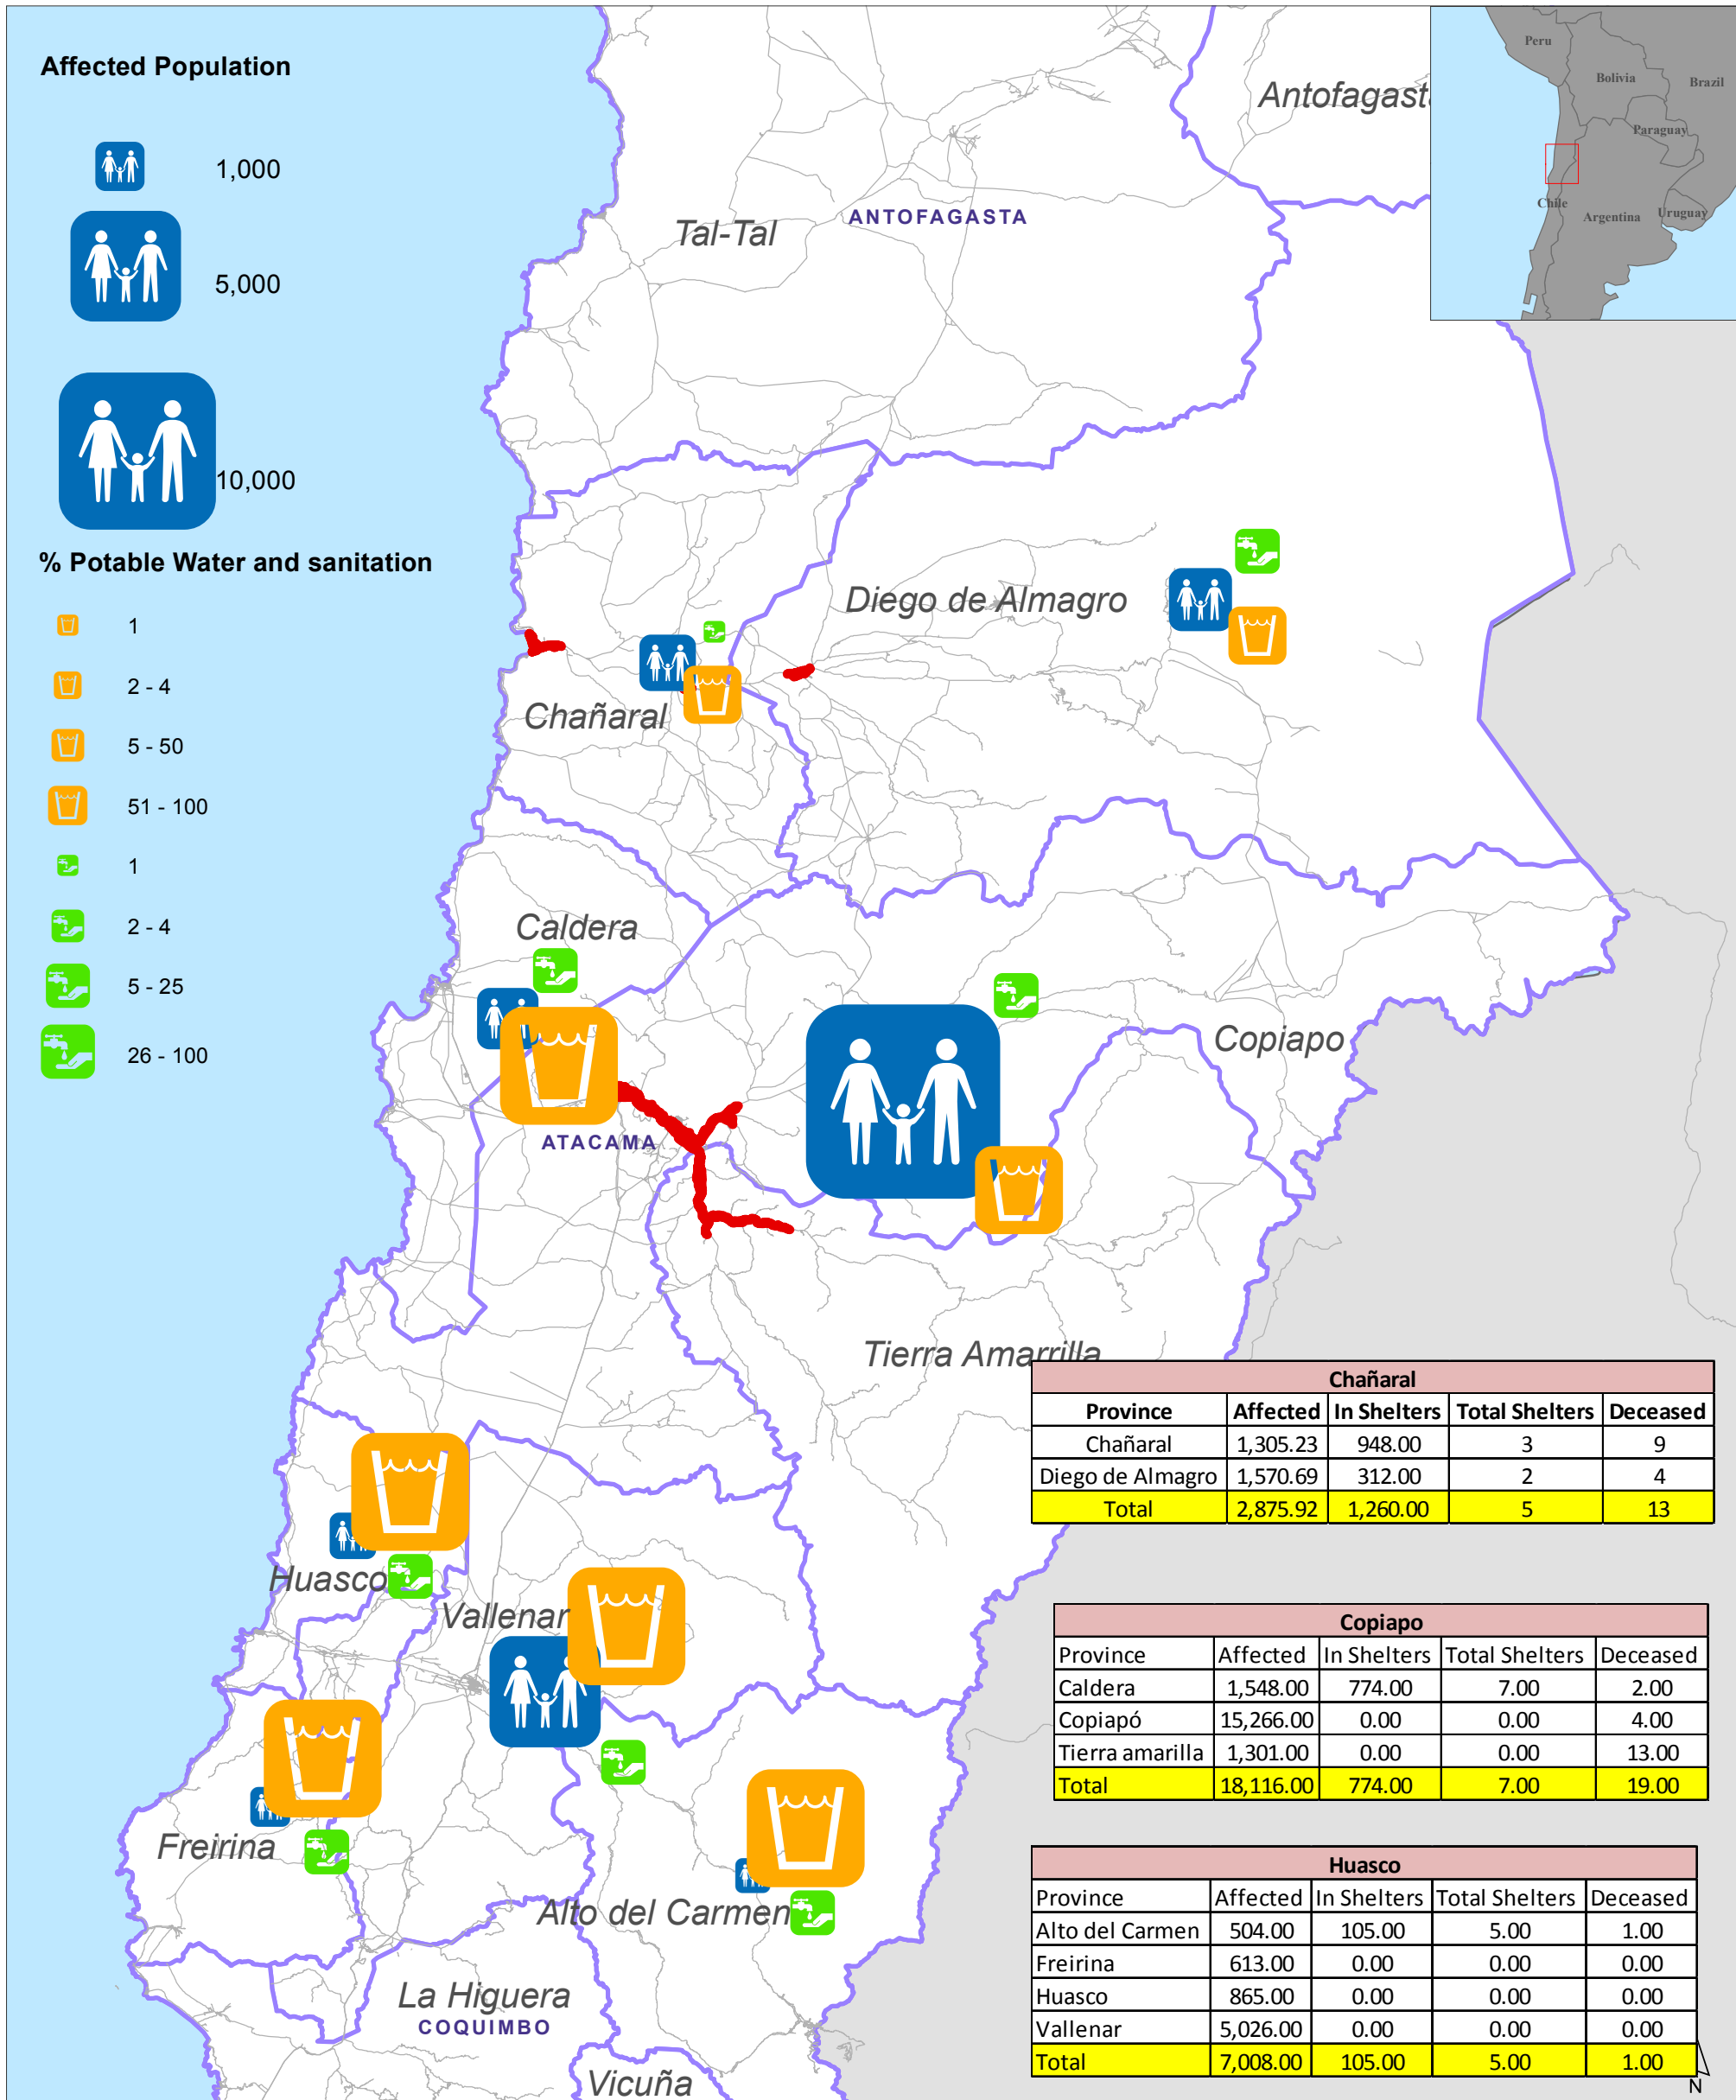 Affected Population
1,000
5,000
10,000
% Potable Water and sanitation
1
2 - 4
5 - 50
51 - 100
1
2 - 4
5 - 25
26 - 100
Peru
Bolivia
Brazil
Paraguay
Chile
Argentina
Uruguay
Antofagasta
ANTOFAGASTA
Tal-Tal
Diego de Almagro
Chañaral
Caldera
Copiapo
ATACAMA
Tierra Amarrilla
Huasco
Vallenar
Freirina
Alto del Carmen
La Higuera
COQUIMBO
Vicuña
Chañaral
Province Affected In Shelters Total Shelters Deceased
Chañaral 1,305.23 948.00 3 9
Diego de Almagro 1,570.69 312.00 2 4
Total 2,875.92 1,260.00 5 13
Copiapo
Province Affected In Shelters Total Shelters Deceased
Caldera 1,548.00 774.00 7.00 2.00
Copiapó 15,266.00 0.00 0.00 4.00
Tierra amarilla 1,301.00 0.00 0.00 13.00
Total 18,116.00 774.00 7.00 19.00
Huasco
Province Affected In Shelters Total Shelters Deceased
Alto del Carmen 504.00 105.00 5.00 1.00
Freirina 613.00 0.00 0.00 0.00
Huasco 865.00 0.00 0.00 0.00
Vallenar 5,026.00 0.00 0.00 0.00
Total 7,008.00 105.00 5.00 1.00
N